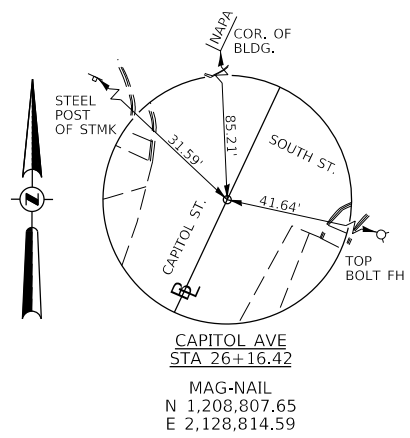 NAPA
COR. OF
BLDG.
STEEL
POST
OF STMK
31.59'
85.21'
SOUTH ST.
41.64'
CAPITOL ST.
TOP
BOLT FH
BL
N
CAPITOL AVE
STA 26+16.42
MAG-NAIL
N 1,208,807.65
E 2,128,814.59